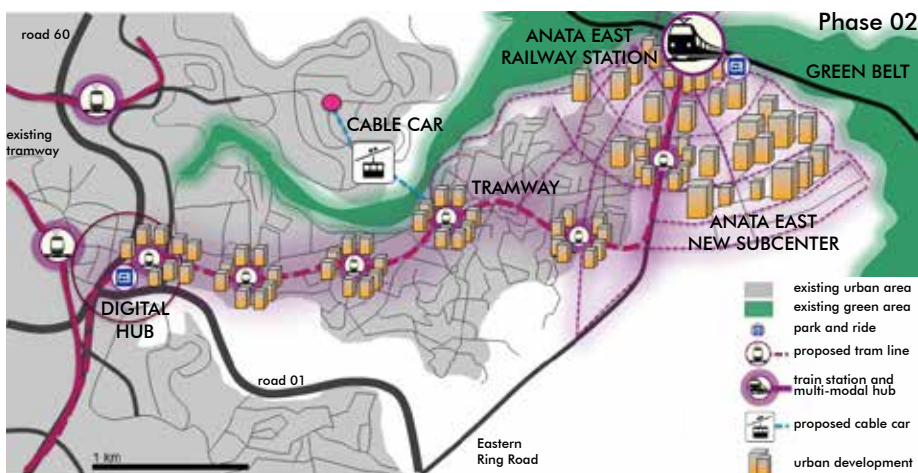 Phase 02
road 60
ANATA EAST
RAILWAY STATION
GREEN BELT
existing
tramway
CABLE CAR
TRAMWAY
ANATA EAST
NEW SUBCENTER
DIGITAL
HUB
road 01
Eastern
Ring Road
1 km
existing urban area
existing green area
park and ride
proposed tram line
train station and
multi-modal hub
proposed cable car
urban development